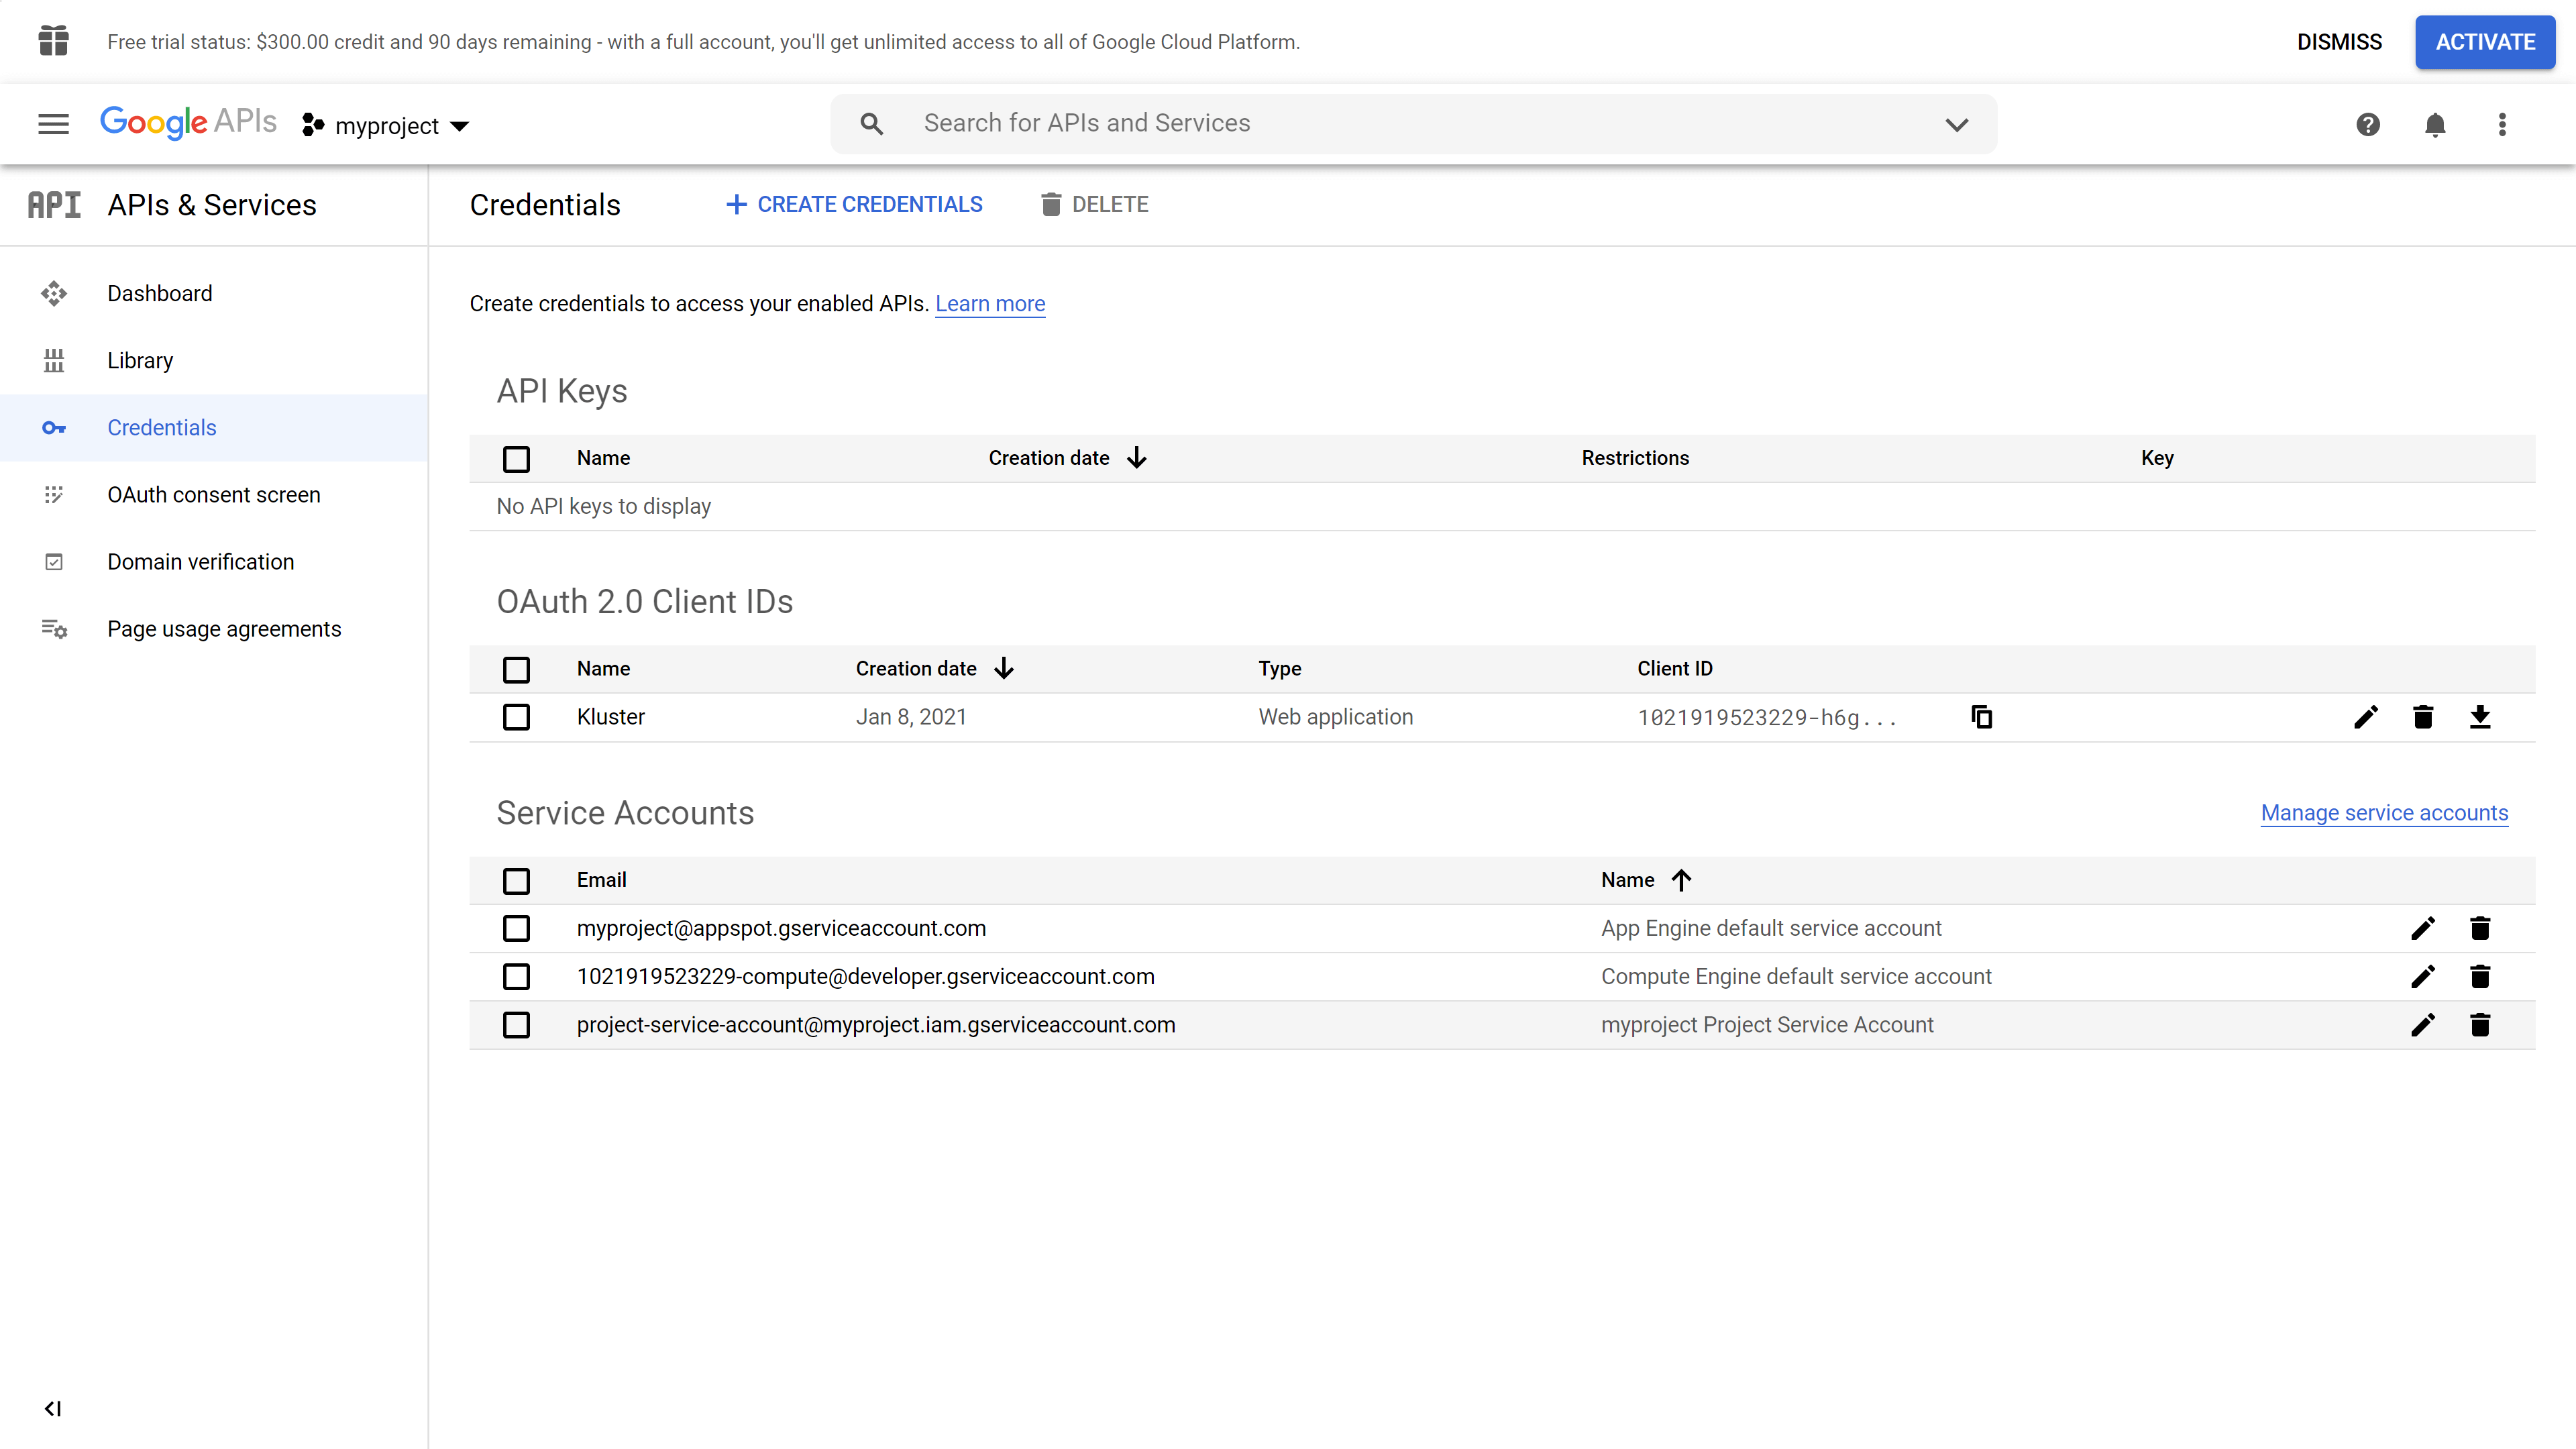 Free trial status: $300.00 credit and 90 days remaining - with a full account, you'll get unlimited access to all of Google Cloud Platform.
DISMISS
ACTIVATE
Google APIs
myproject
Search for APIs and Services
API
APIs & Services
Credentials
CREATE CREDENTIALS
DELETE
Dashboard
Library
Credentials
OAuth consent screen
Domain verification
Page usage agreements
Create credentials to access your enabled APIs. Learn more
API Keys
Name Creation date Restrictions Key
No API keys to display
OAuth 2.0 Client IDs
Name Creation date Type Client ID
Kluster Jan 8, 2021 Web application 1021919523229-h6g...
Service Accounts
Manage service accounts
Email Name
myproject@appspot.gserviceaccount.com App Engine default service account
1021919523229-compute@developer.gserviceaccount.com Compute Engine default service account
project-service-account@myproject.iam.gserviceaccount.com myproject Project Service Account